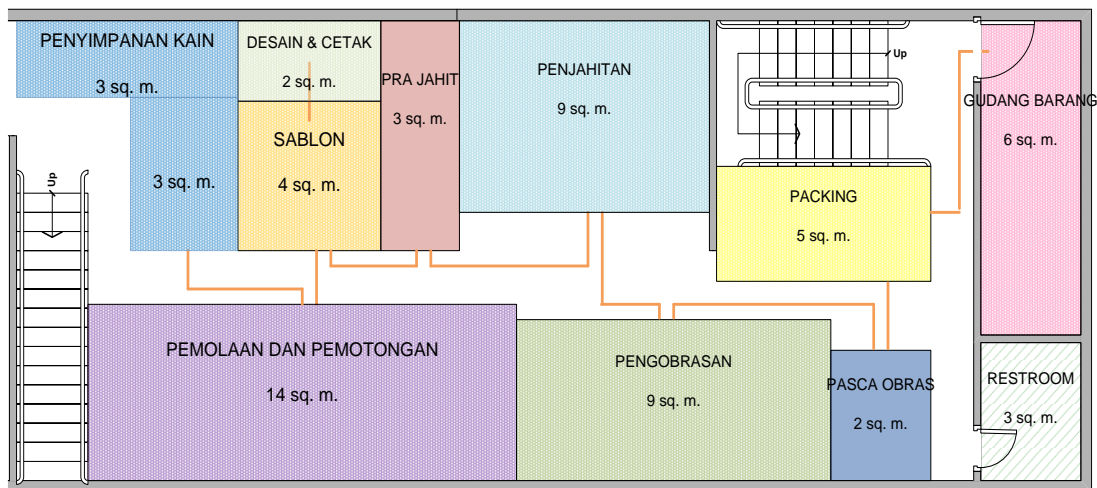 PENYIMPANAN KAIN
3 sq. m.
3 sq. m.
DESAIN & CETAK
2 sq. m.
SABLON
4 sq. m.
PRA JAHIT
3 sq. m.
PENJAHITAN
9 sq. m.
Up
GUDANG BARANG
6 sq. m.
PACKING
5 sq. m.
Up
PEMOLAAN DAN PEMOTONGAN
14 sq. m.
PENGOBRASAN
9 sq. m.
PASCA OBRAS
2 sq. m.
RESTROOM
3 sq. m.